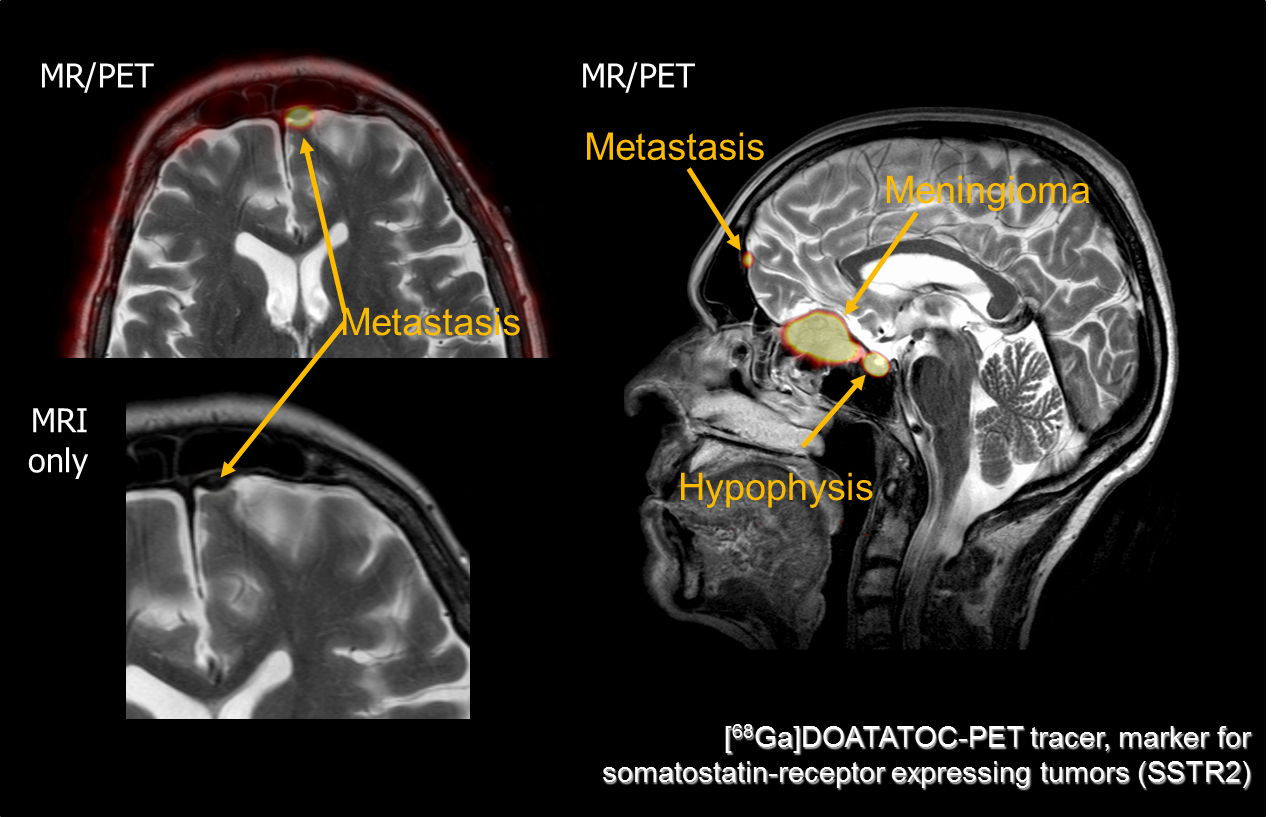 MR/PET
MR/PET
Metastasis
Meningioma
Metastasis
MRI
only
Hypophysis
[⁶⁸Ga]DOATATOC-PET tracer, marker for
somatostatin-receptor expressing tumors (SSTR2)